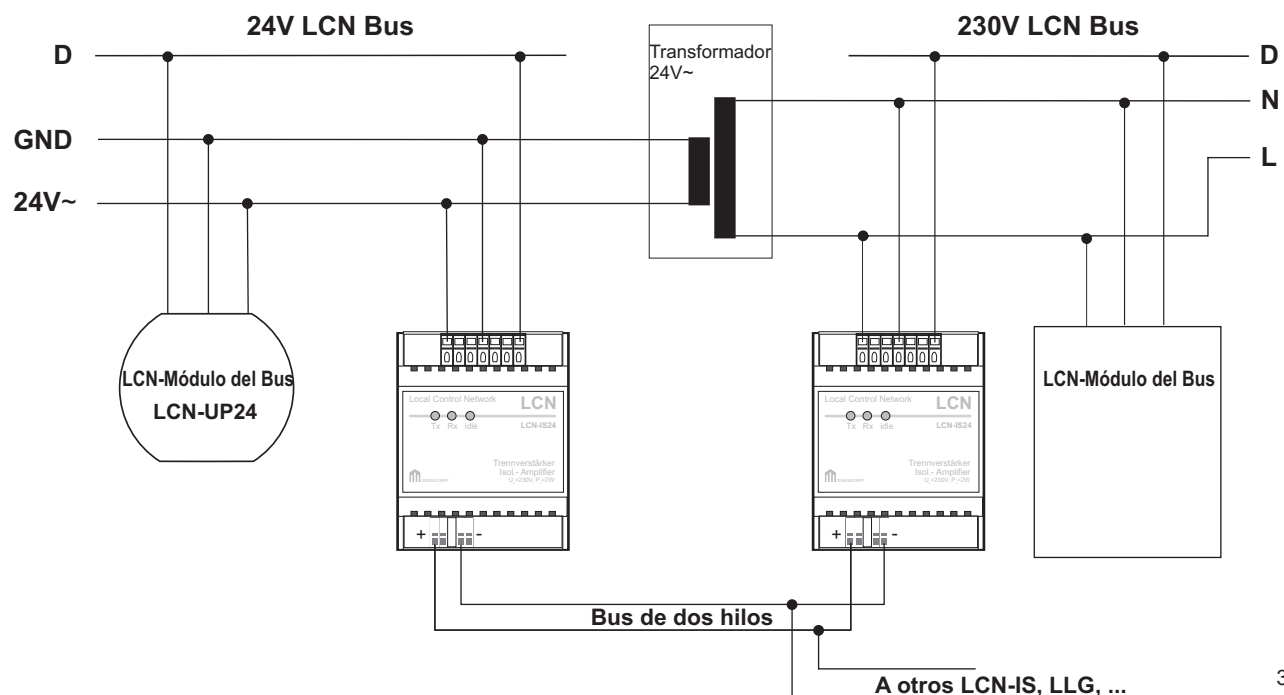 24V LCN Bus
230V LCN Bus
D
GND
24V~
Transformador
24V~
D
N
L
LCN-Módulo del Bus
LCN-UP24
Local Control Network
LCN
Tx Rx idle
LCN-IS24
Trennverstärker
Isol.- Amplifier
+ -
Local Control Network
LCN
Tx Rx idle
LCN-IS24
Trennverstärker
Isol.- Amplifier
+ -
LCN-Módulo del Bus
Bus de dos hilos
A otros LCN-IS, LLG, ...
3